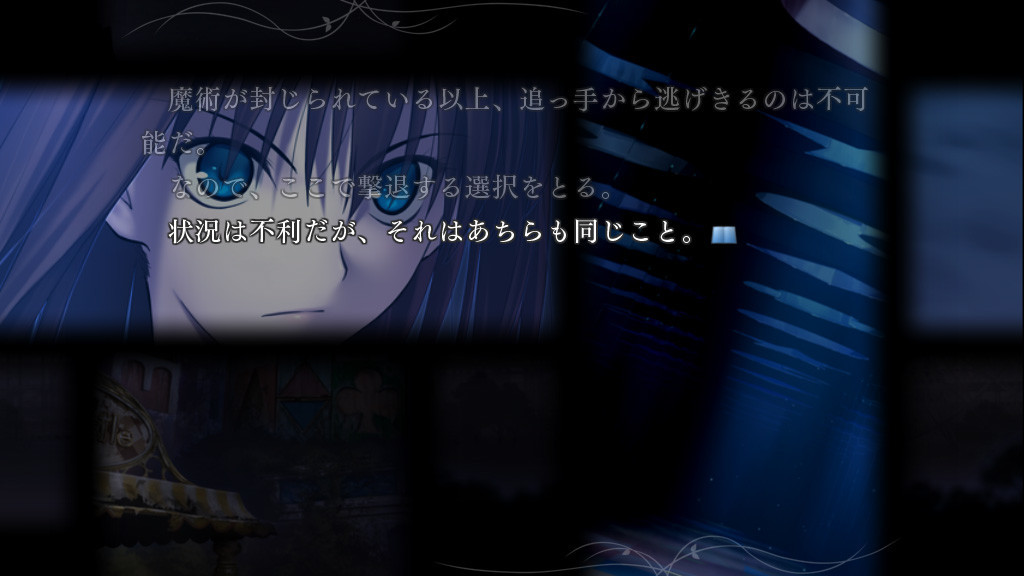 魔術が封じられている以上、追っ手から逃げきるのは不可
能だ。
なので、ここで撃退する選択をとる。
状況は不利だが、それはあちらも同じこと。